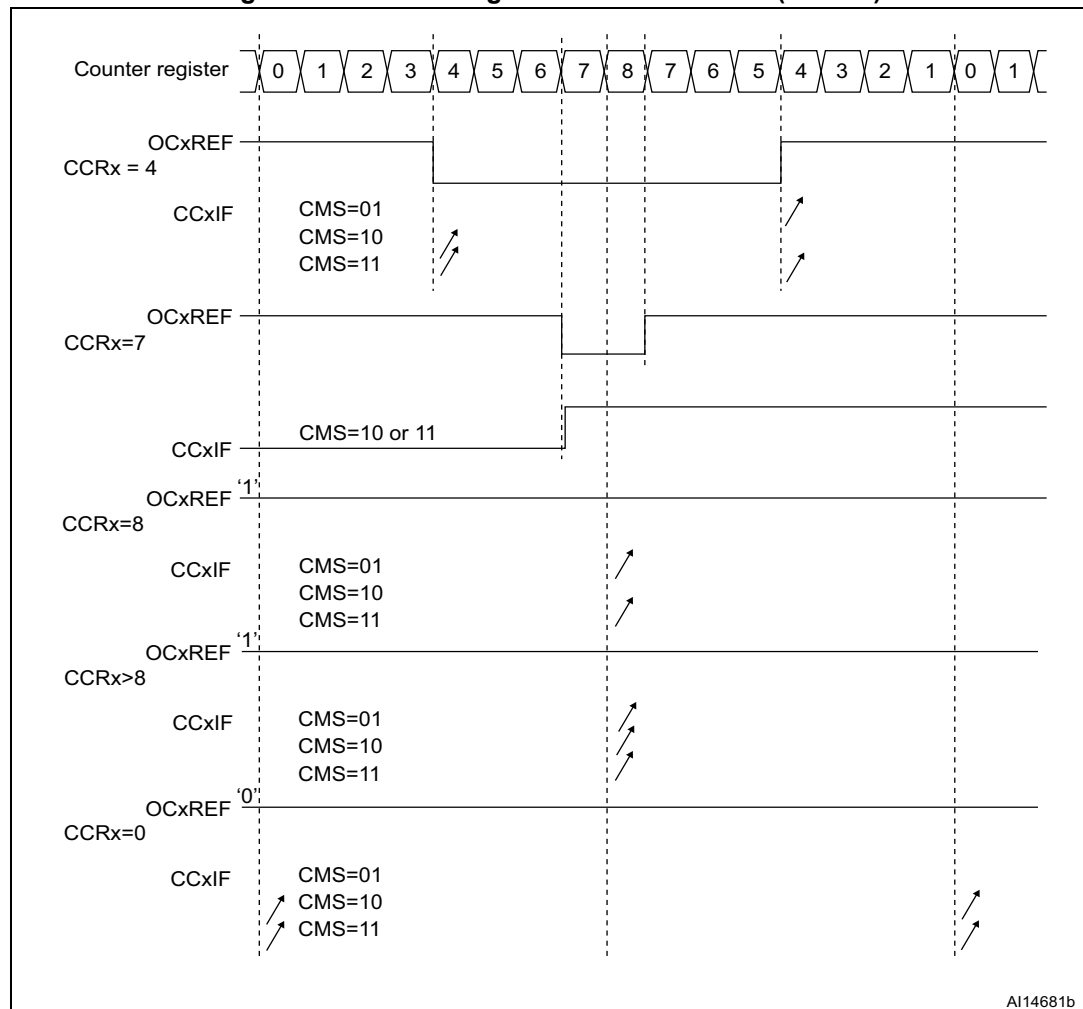 Counter register 0 1 2 3 4 5 6 7 8 7 6 5 4 3 2 1 0 1
OCxREF
CCRx = 4
CCxIF CMS=01
CMS=10
CMS=11
OCxREF
CCRx=7
CMS=10 or 11
CCxIF
OCxREF '1'
CCRx=8
CCxIF CMS=01
CMS=10
CMS=11
OCxREF '1'
CCRx>8
CCxIF CMS=01
CMS=10
CMS=11
OCxREF '0'
CCRx=0
CCxIF CMS=01
CMS=10
CMS=11
AI14681b